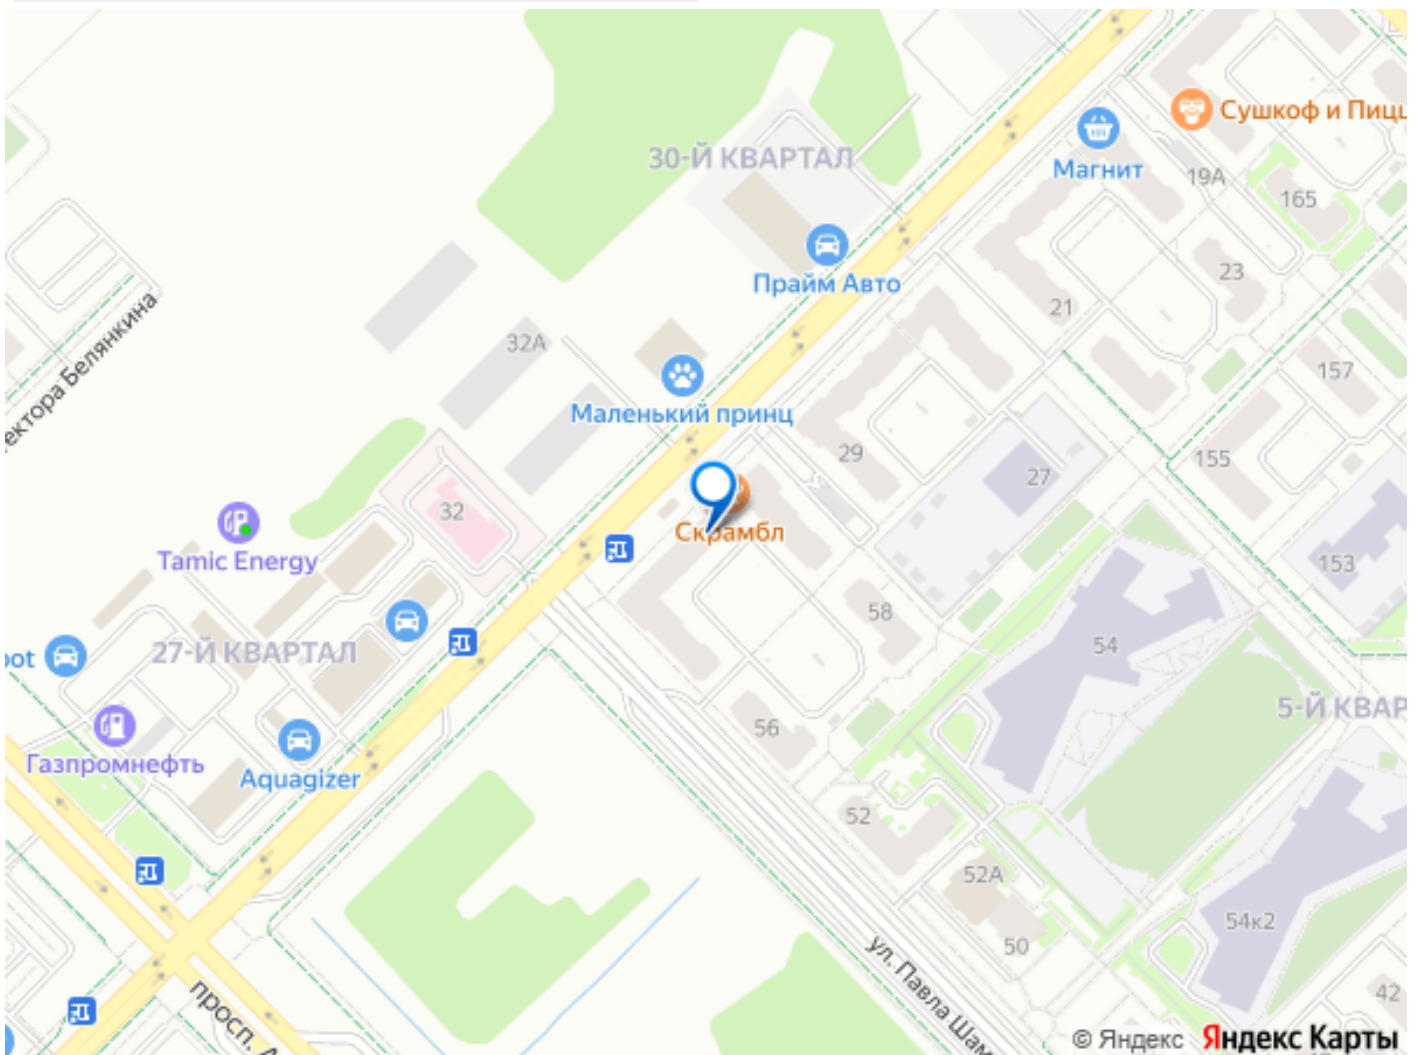 Сушкоф и Пицц
Магнит
30-Й КВАРТАЛ
19А
165
Прайм Авто
23
21
ектора Белянкина
32А
157
Маленький принц
29
155
27
32
Скрамбл
Tamic Energy
153
58
54
27-Й КВАРТАЛ
oot
56
5-Й КВАР
Газпромнефть
Aquagizer
52
52А
54к2
50
ул. Павла Шам
42
просп. А
© Яндекс Яндекс Карты